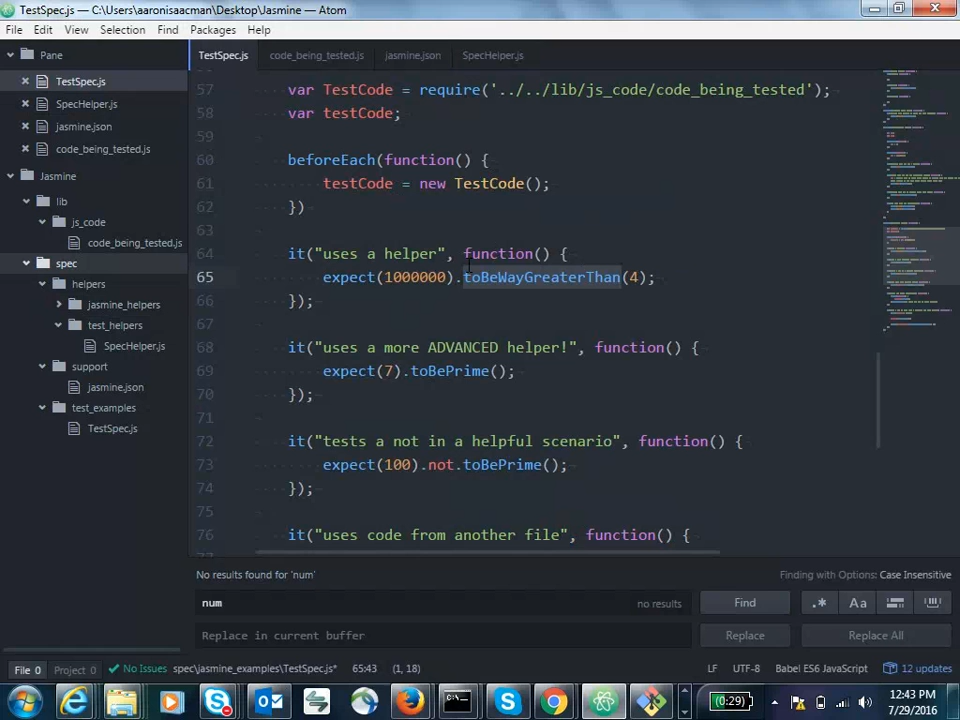 TestSpec.js — C:\Users\aaronisaacman\Desktop\Jasmine — Atom
File Edit View Selection Find Packages Help
Pane
TestSpec.js
SpecHelper.js
jasmine.json
code_being_tested.js
Jasmine
lib
js_code
code_being_tested.js
spec
helpers
jasmine_helpers
test_helpers
SpecHelper.js
support
jasmine.json
test_examples
TestSpec.js
TestSpec.js code_being_tested.js jasmine.json SpecHelper.js
57 var TestCode = require('../../lib/js_code/code_being_tested');
58 var testCode;
59
60 beforeEach(function() {
61 testCode = new TestCode();
62 })
63
64 it("uses a helper", function() {
65 expect(1000000).toBeWayGreaterThan(4);
66 });
67
68 it("uses a more ADVANCED helper!", function() {
69 expect(7).toBePrime();
70 });
71
72 it("tests a not in a helpful scenario", function() {
73 expect(100).not.toBePrime();
74 });
75
76 it("uses code from another file", function() {
No results found for 'num' Finding with Options: Case Insensitive
num no results Find .* Aa
Replace in current buffer Replace Replace All
File 0 Project 0 No Issues spec\jasmine_examples\TestSpec.js* 65:43 (1, 18) LF UTF-8 Babel ES6 JavaScript 12 updates
(0:29) 12:43 PM
7/29/2016